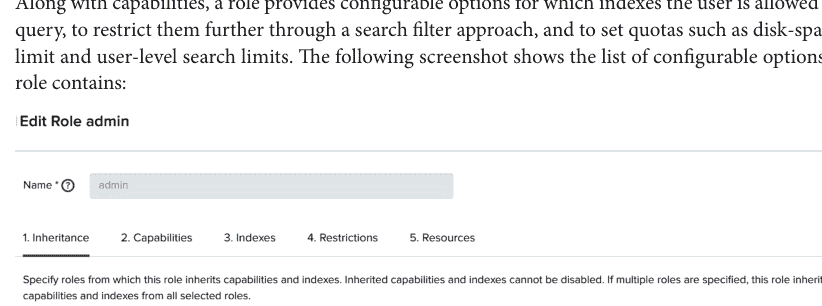 Along with capabilities, a role provides configurable options for which indexes the user is allowed
query, to restrict them further through a search filter approach, and to set quotas such as disk-spa
limit and user-level search limits. The following screenshot shows the list of configurable options
role contains:
Edit Role admin
Name * ? admin
1. Inheritance 2. Capabilities 3. Indexes 4. Restrictions 5. Resources
Specify roles from which this role inherits capabilities and indexes. Inherited capabilities and indexes cannot be disabled. If multiple roles are specified, this role inherit
capabilities and indexes from all selected roles.